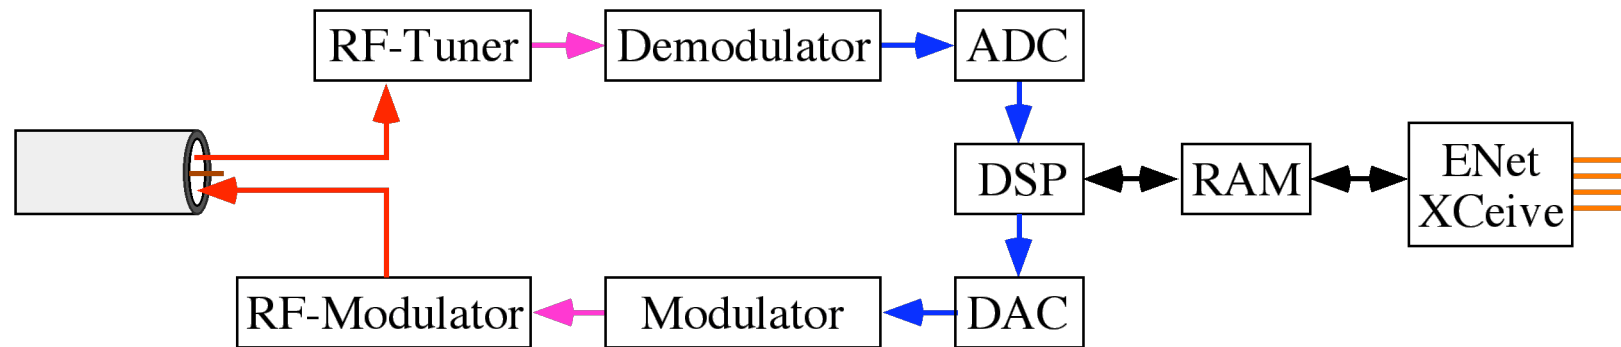 RF-Tuner
Demodulator
ADC
DSP
RAM
ENet
XCeive
RF-Modulator
Modulator
DAC